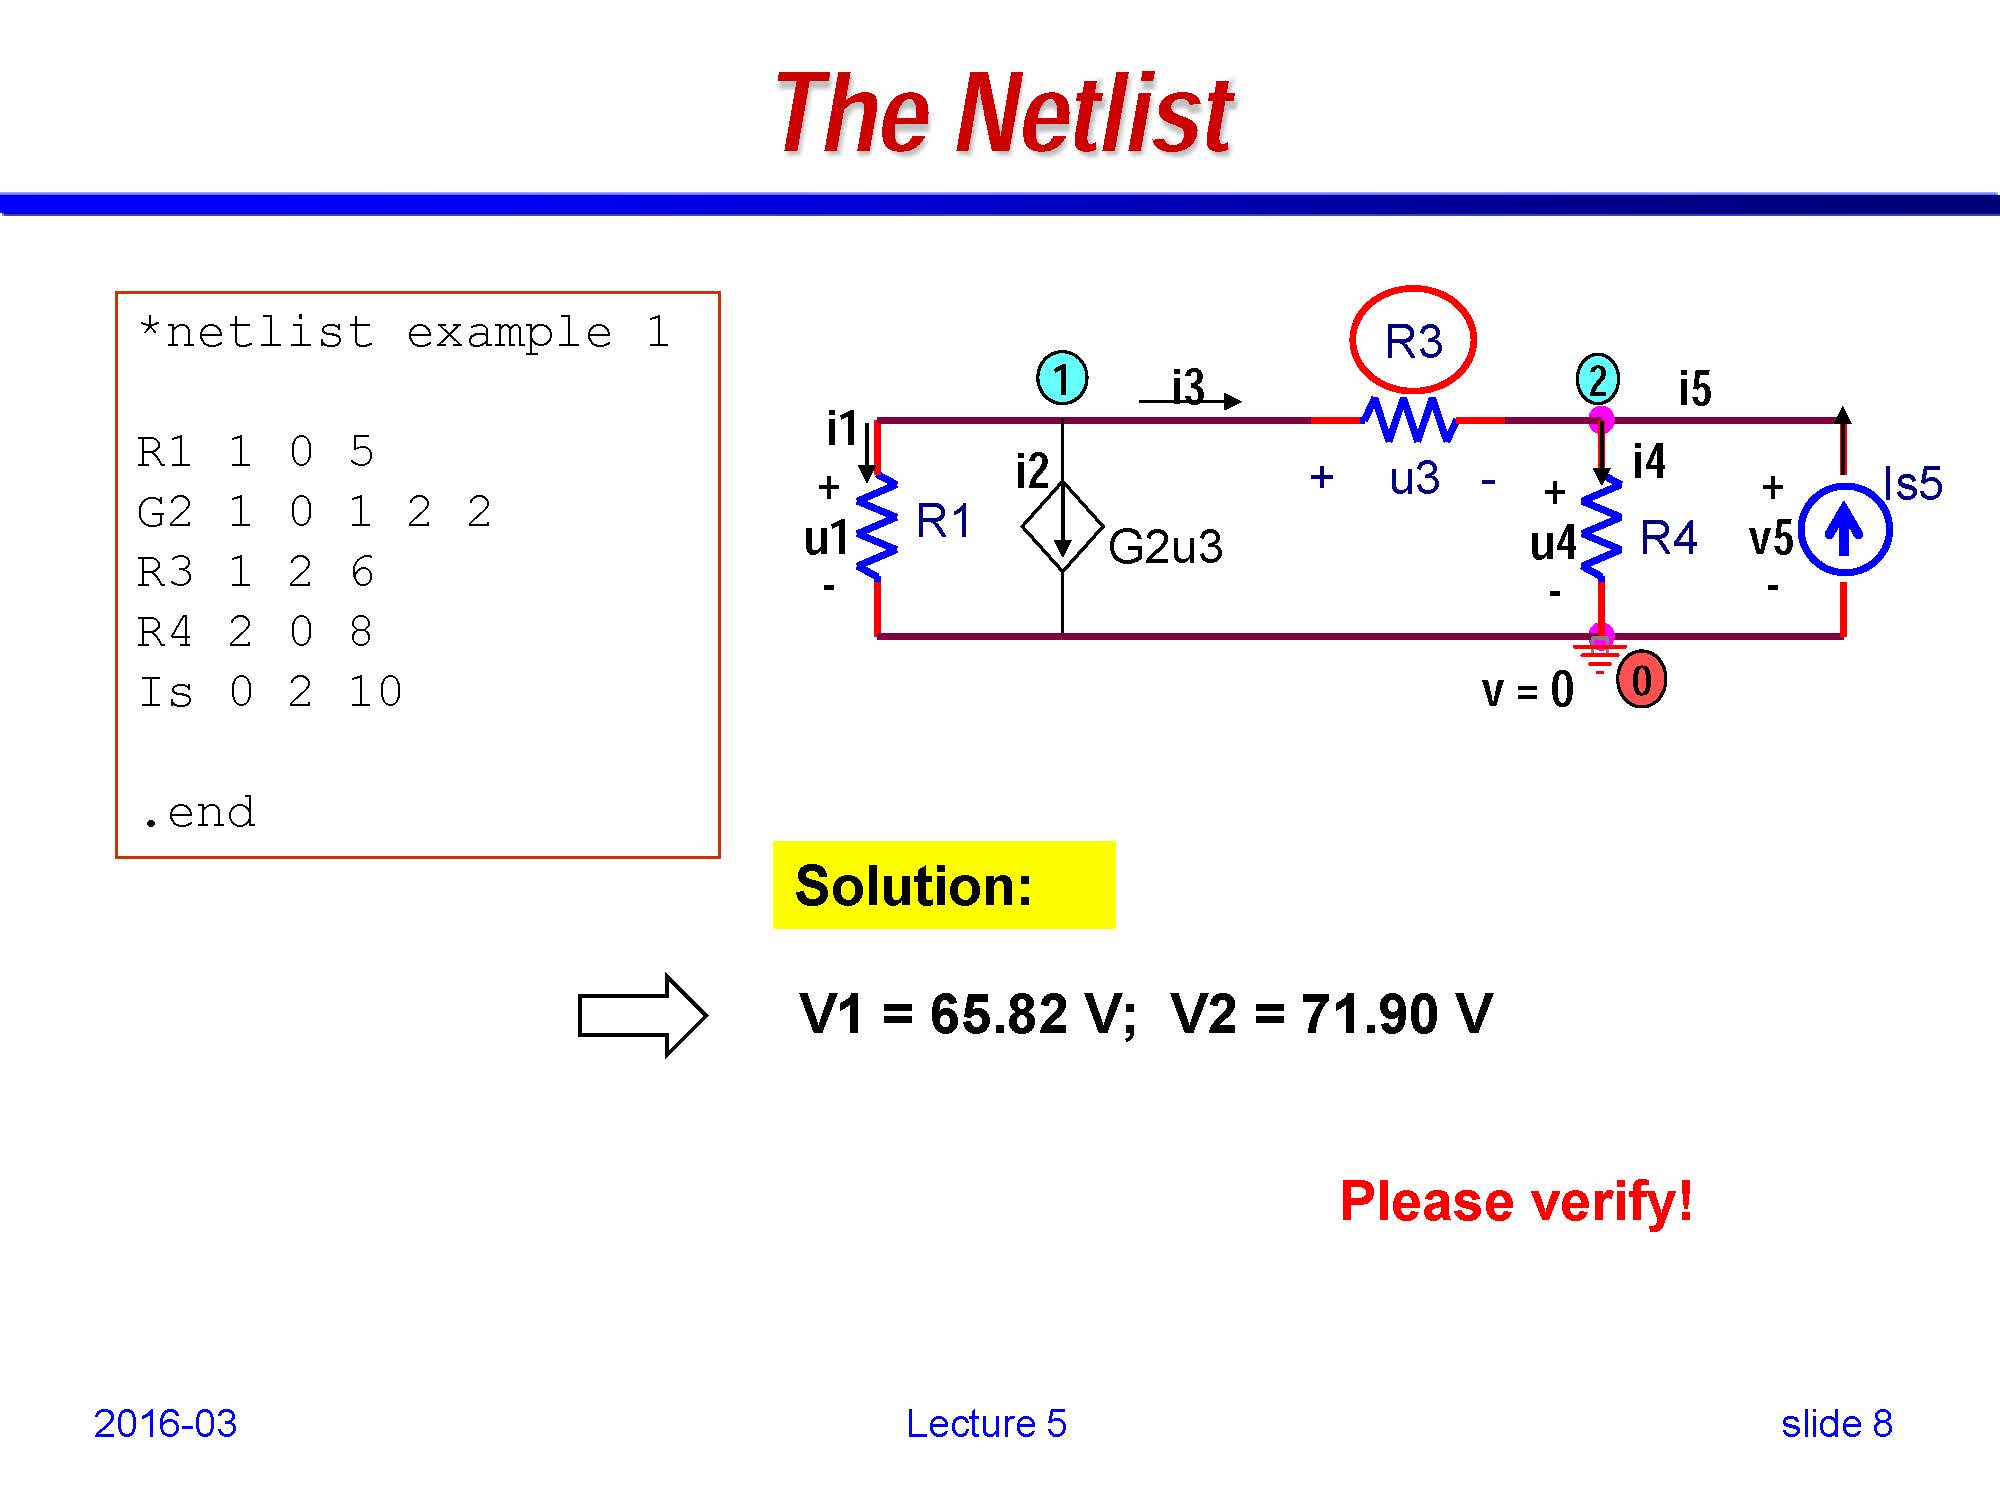 The Netlist
*netlist example 1
R1 1 0 5
G2 1 0 1 2 2
R3 1 2 6
R4 2 0 8
Is 0 2 10
.end
R3
1
i3
2
i5
i1
i2
+ u3 -
i4
Is5
+
u1
-
R1
G2u3
+
u4
-
R4
+
v5
-
v = 0
0
Solution:
V1 = 65.82 V; V2 = 71.90 V
Please verify!
2016-03
Lecture 5
slide 8